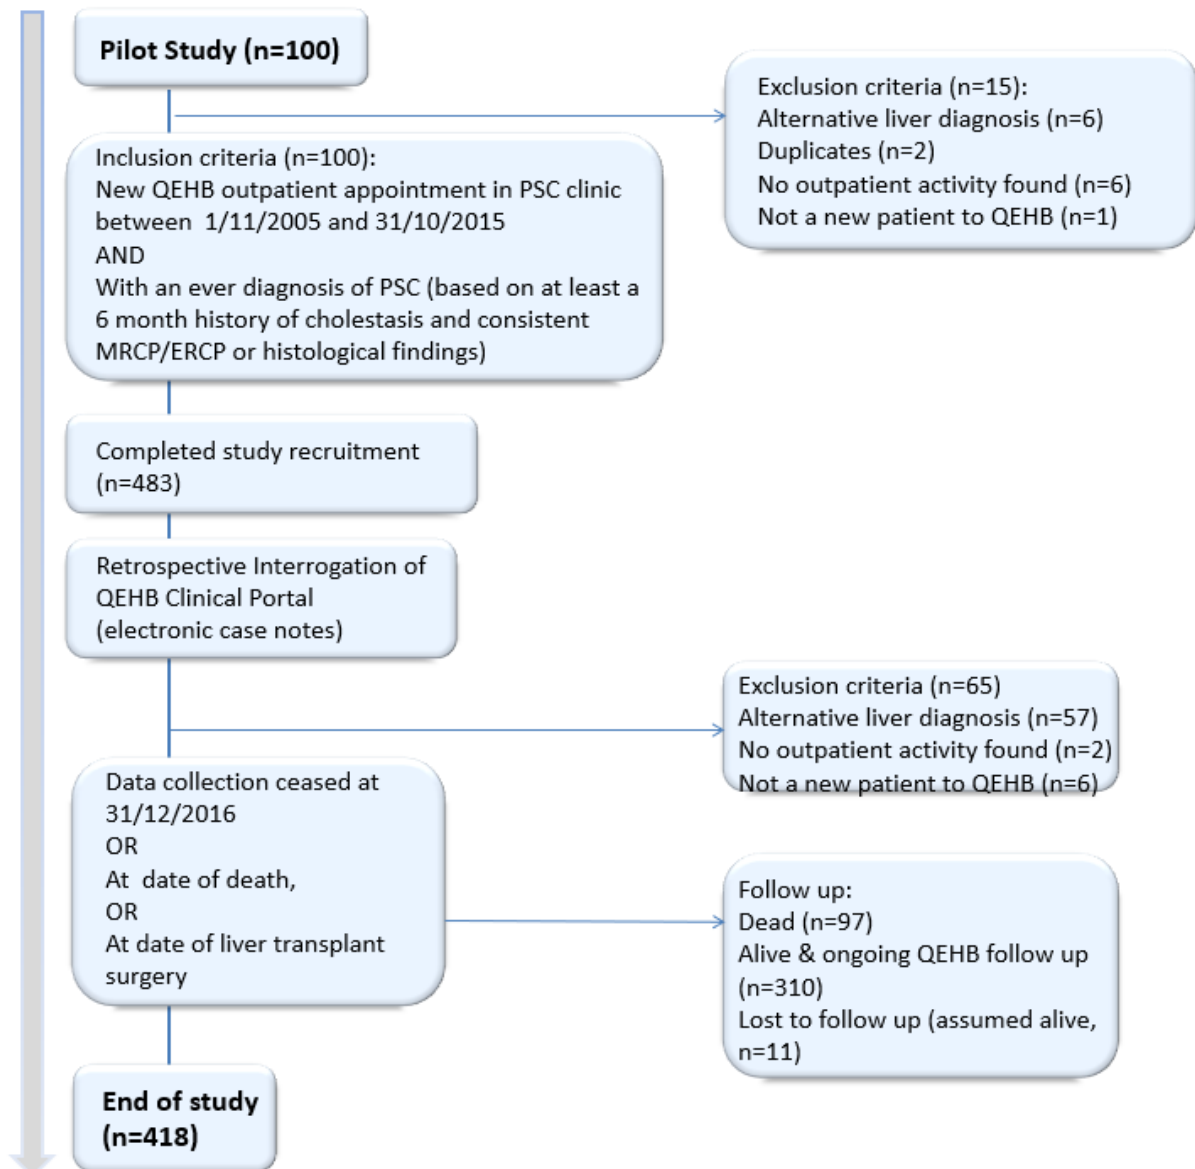 Pilot Study (n=100)
Exclusion criteria (n=15):
Alternative liver diagnosis (n=6)
Duplicates (n=2)
No outpatient activity found (n=6)
Not a new patient to QEHB (n=1)
Inclusion criteria (n=100):
New QEHB outpatient appointment in PSC clinic
between 1/11/2005 and 31/10/2015
AND
With an ever diagnosis of PSC (based on at least a
6 month history of cholestasis and consistent
MRCP/ERCP or histological findings)
Completed study recruitment
(n=483)
Retrospective Interrogation of
QEHB Clinical Portal
(electronic case notes)
Exclusion criteria (n=65)
Alternative liver diagnosis (n=57)
No outpatient activity found (n=2)
Not a new patient to QEHB (n=6)
Data collection ceased at
31/12/2016
OR
At date of death,
OR
At date of liver transplant
surgery
Follow up:
Dead (n=97)
Alive & ongoing QEHB follow up
(n=310)
Lost to follow up (assumed alive,
n=11)
End of study
(n=418)